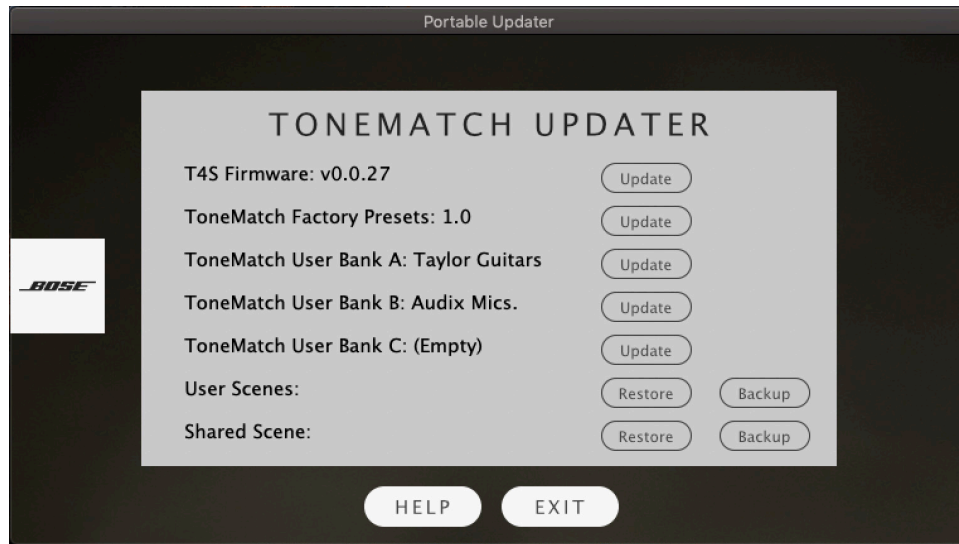 Portable Updater
TONEMATCH UPDATER
T4S Firmware: v0.0.27 Update
ToneMatch Factory Presets: 1.0 Update
ToneMatch User Bank A: Taylor Guitars Update
BOSE
ToneMatch User Bank B: Audix Mics. Update
ToneMatch User Bank C: (Empty) Update
User Scenes: Restore Backup
Shared Scene: Restore Backup
HELP EXIT